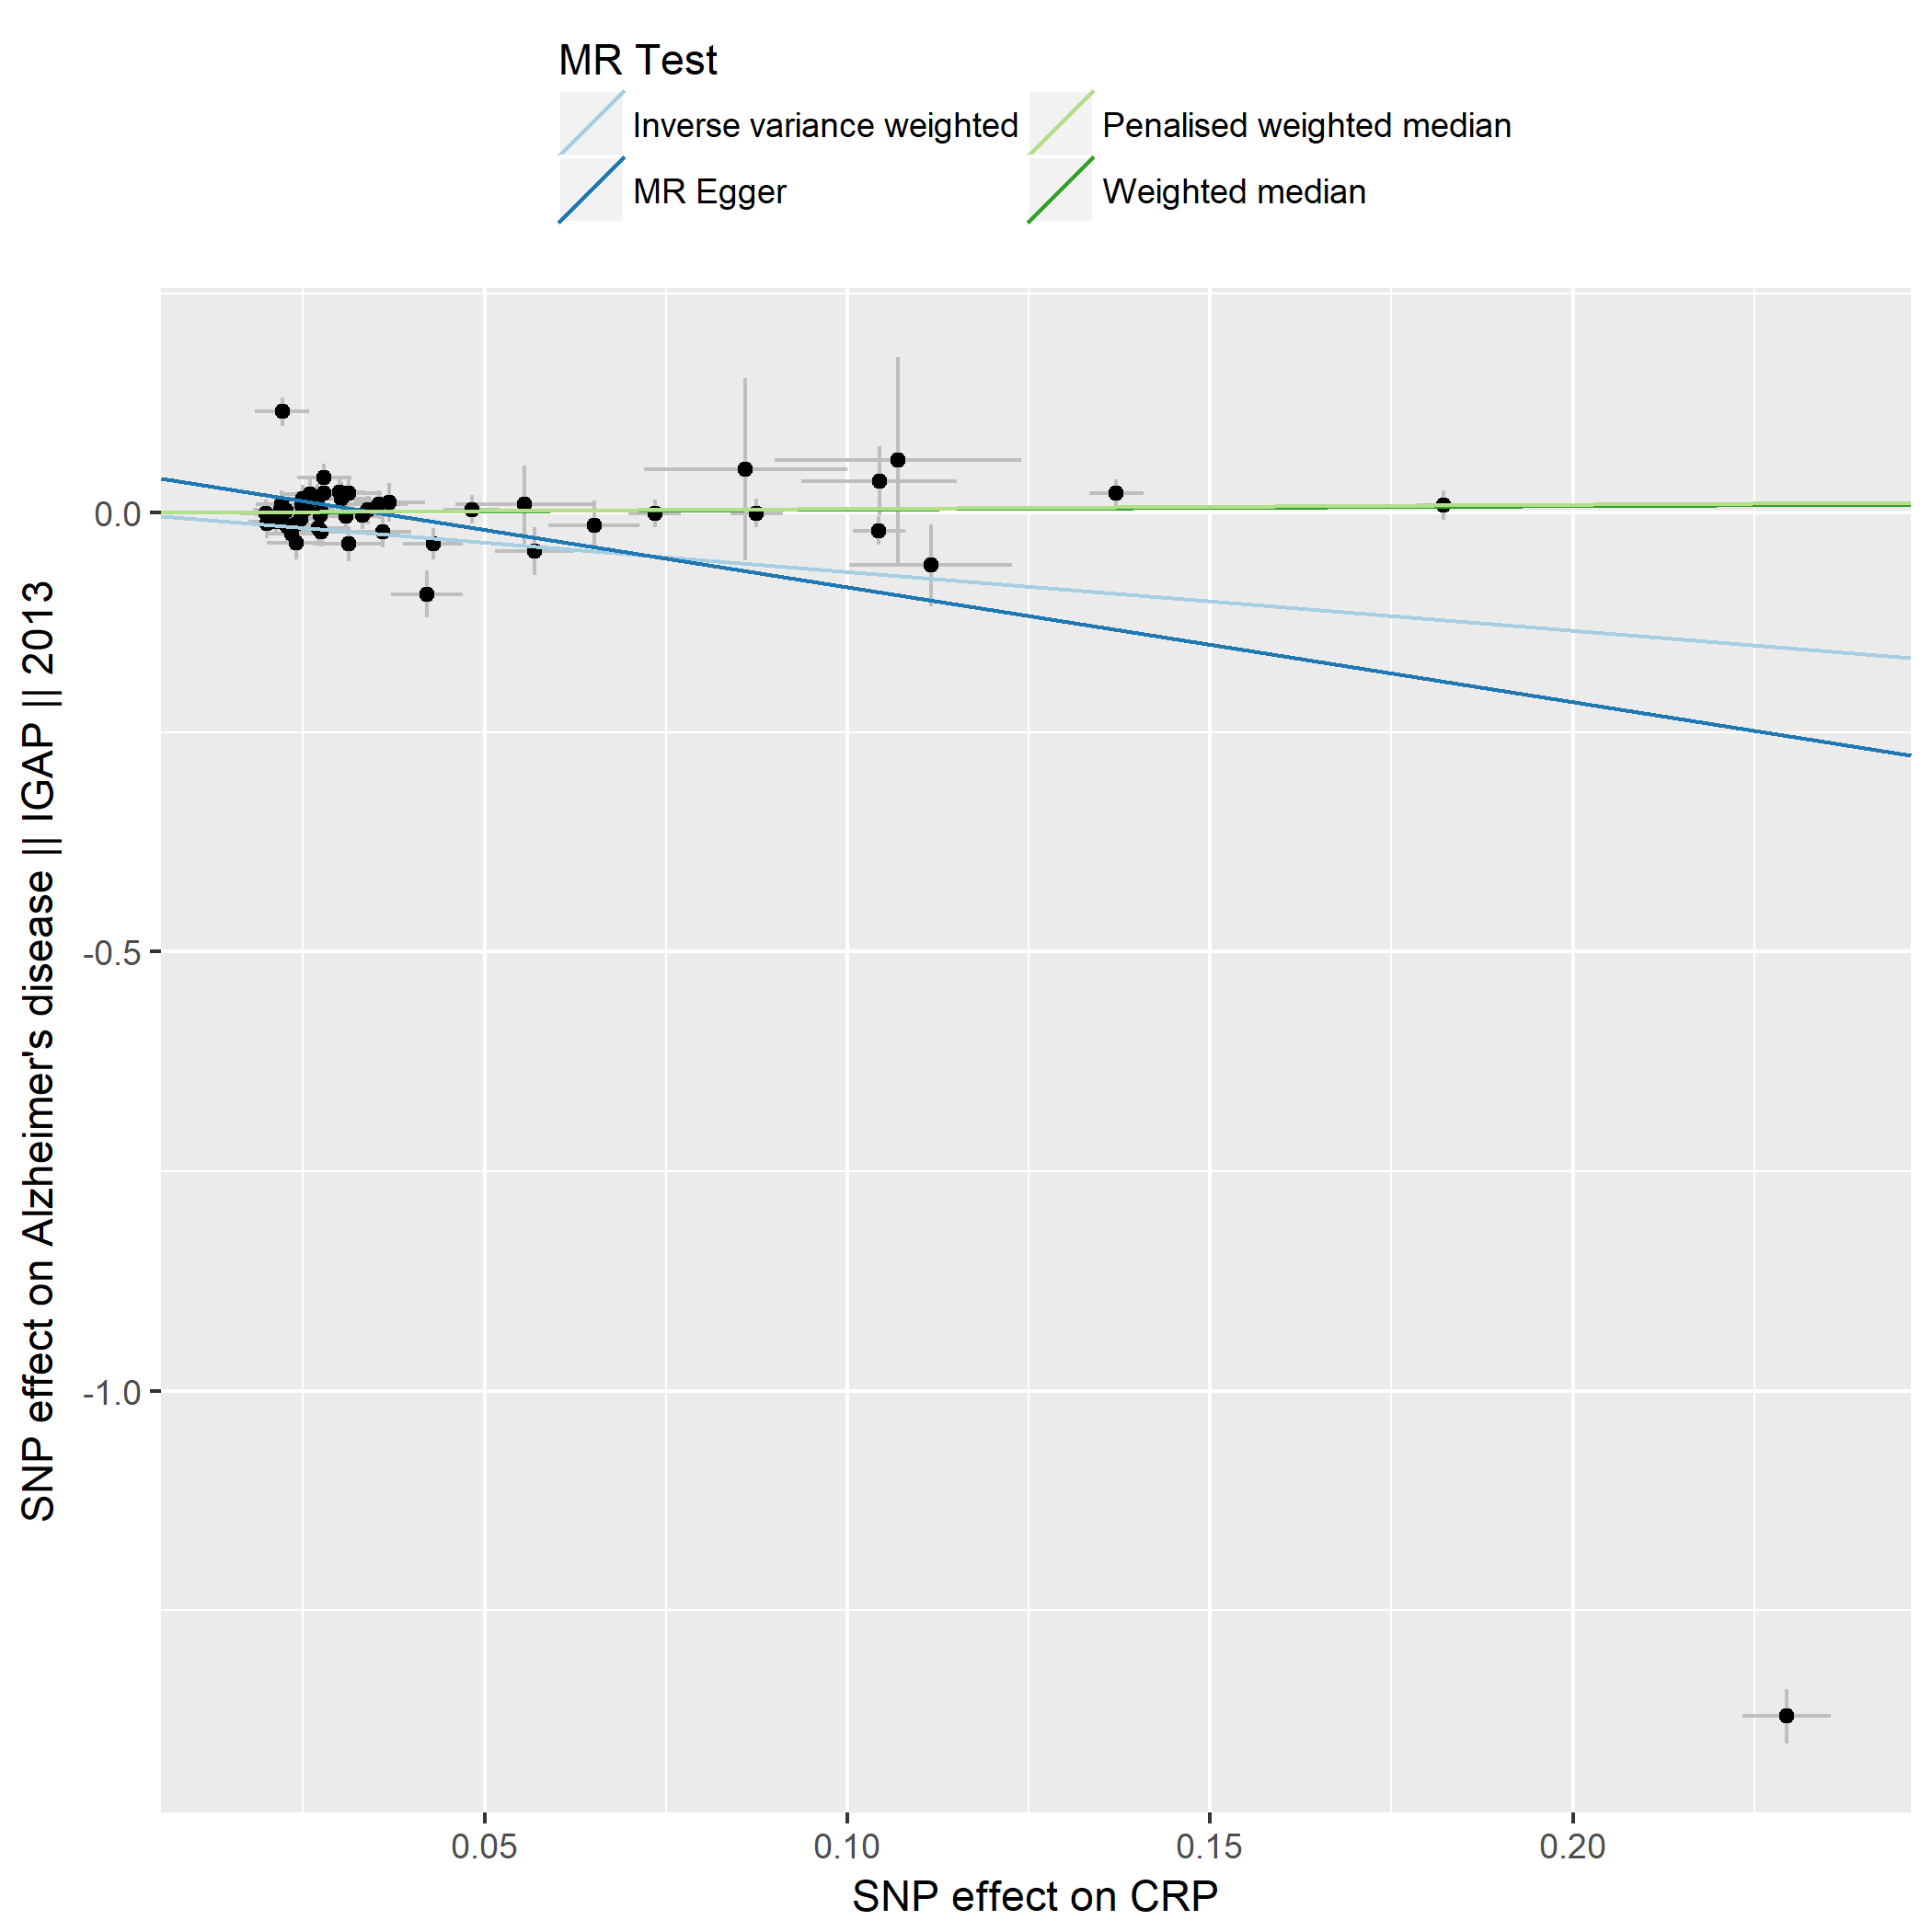 MR Test
Inverse variance weighted
Penalised weighted median
MR Egger
Weighted median
SNP effect on Alzheimer's disease || IGAP || 2013
0.0
-0.5
-1.0
0.05
0.10
0.15
0.20
SNP effect on CRP